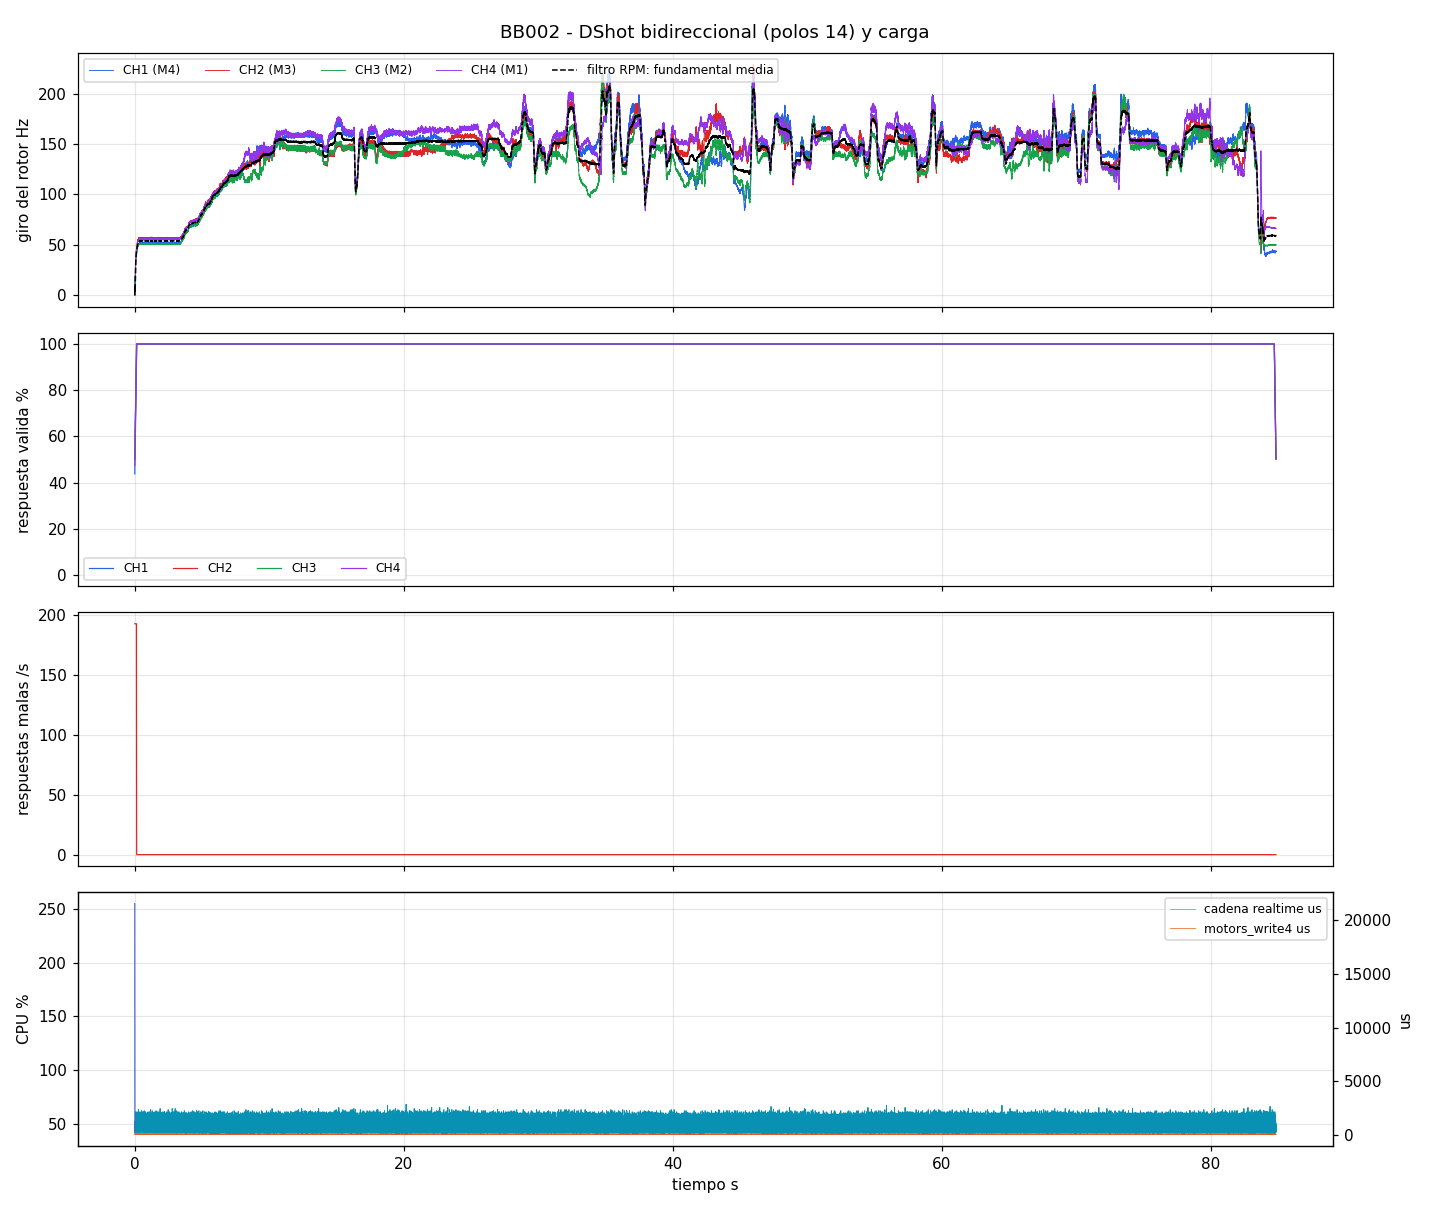 BB002 - DShot bidireccional (polos 14) y carga
CH1 (M4) CH2 (M3) CH3 (M2) CH4 (M1) filtro RPM: fundamental media
giro del rotor Hz
200
150
100
50
0
respuesta valida %
100
80
60
40
20
0
CH1 CH2 CH3 CH4
respuestas malas /s
200
150
100
50
0
CPU %
250
200
150
100
50
cadena realtime us
motors_write4 us
20000
15000
10000
5000
0
us
0 20 40 60 80
tiempo s